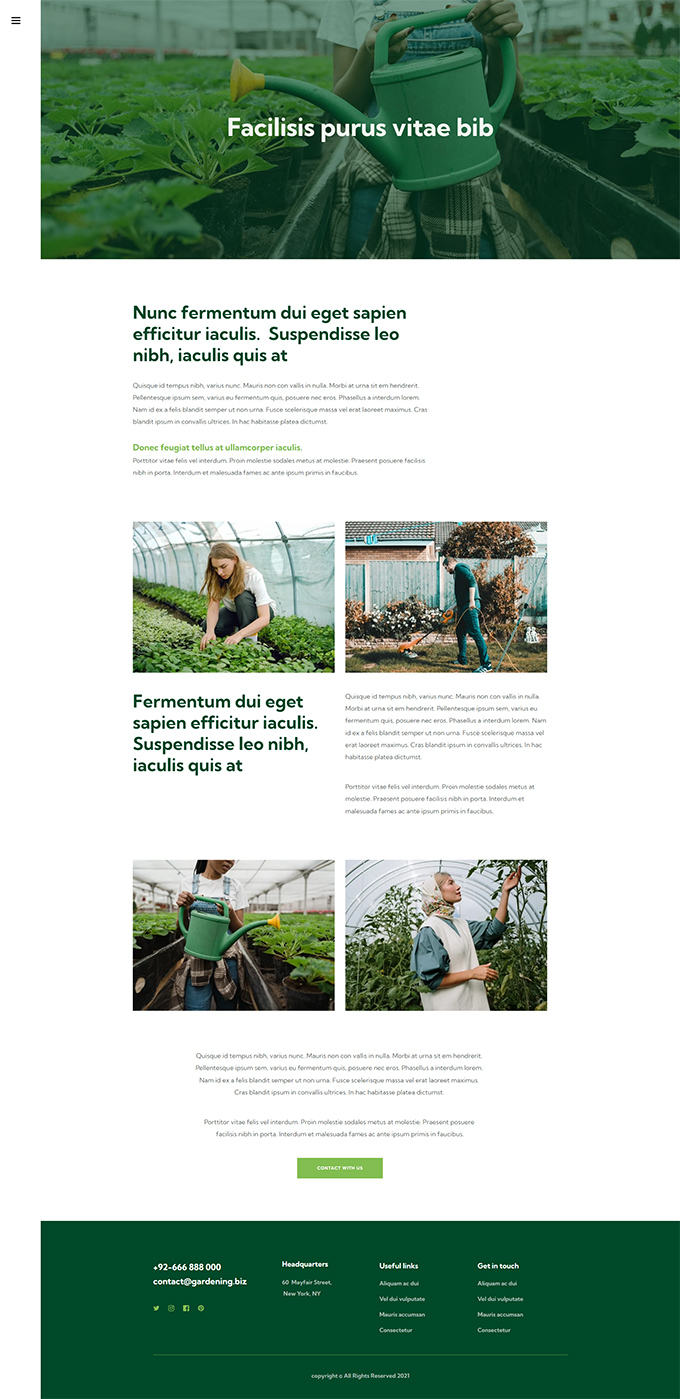 Facilisis purus vitae bib
Nunc fermentum dui eget sapien
efficitur iaculis.  Suspendisse leo
nibh, iaculis quis at
Quisque id tempus nibh, varius nunc. Mauris non con vallis in nulla. Morbi at urna sit em hendrerit.
Pellentesque ipsum sem, varius eu fermentum quis, posuere nec eros. Phasellus a interdum lorem.
Nam id ex a felis blandit semper ut non urna. Fusce scelerisque massa vel erat laoreet maximus. Cras
blandit ipsum in convallis ultrices. In hac habitasse platea dictumst.
Donec feugiat tellus at ullamcorper iaculis.
Porttitor vitae felis vel interdum. Proin molestie sodales metus at molestie. Praesent posuere facilisis
nibh in porta. Interdum et malesuada fames ac ante ipsum primis in faucibus.
Fermentum dui eget
sapien efficitur iaculis.
Suspendisse leo nibh,
iaculis quis at
Quisque id tempus nibh, varius nunc. Mauris non con vallis in nulla.
Morbi at urna sit em hendrerit. Pellentesque ipsum sem, varius eu
fermentum quis, posuere nec eros. Phasellus a interdum lorem. Nam
id ex a felis blandit semper ut non urna. Fusce scelerisque massa vel
erat laoreet maximus. Cras blandit ipsum in convallis ultrices. In hac
habitasse platea dictumst.
Porttitor vitae felis vel interdum. Proin molestie sodales metus at
molestie. Praesent posuere facilisis nibh in porta. Interdum et
malesuada fames ac ante ipsum primis in faucibus.
Quisque id tempus nibh, varius nunc. Mauris non con vallis in nulla. Morbi at urna sit em hendrerit.
Pellentesque ipsum sem, varius eu fermentum quis, posuere nec eros. Phasellus a interdum lorem.
Nam id ex a felis blandit semper ut non urna. Fusce scelerisque massa vel erat laoreet maximus.
Cras blandit ipsum in convallis ultrices. In hac habitasse platea dictumst.
Porttitor vitae felis vel interdum. Proin molestie sodales metus at molestie. Praesent posuere
facilisis nibh in porta. Interdum et malesuada fames ac ante ipsum primis in faucibus.
CONTACT WITH US
+92-666 888 000
contact@gardening.biz
Headquarters
60  Mayfair Street,
New York, NY
Useful links
Aliquam ac dui
Vel dui vulputate
Mauris accumsan
Consectetur
Get in touch
Aliquam ac dui
Vel dui vulputate
Mauris accumsan
Consectetur
copyright © All Rights Reserved 2021